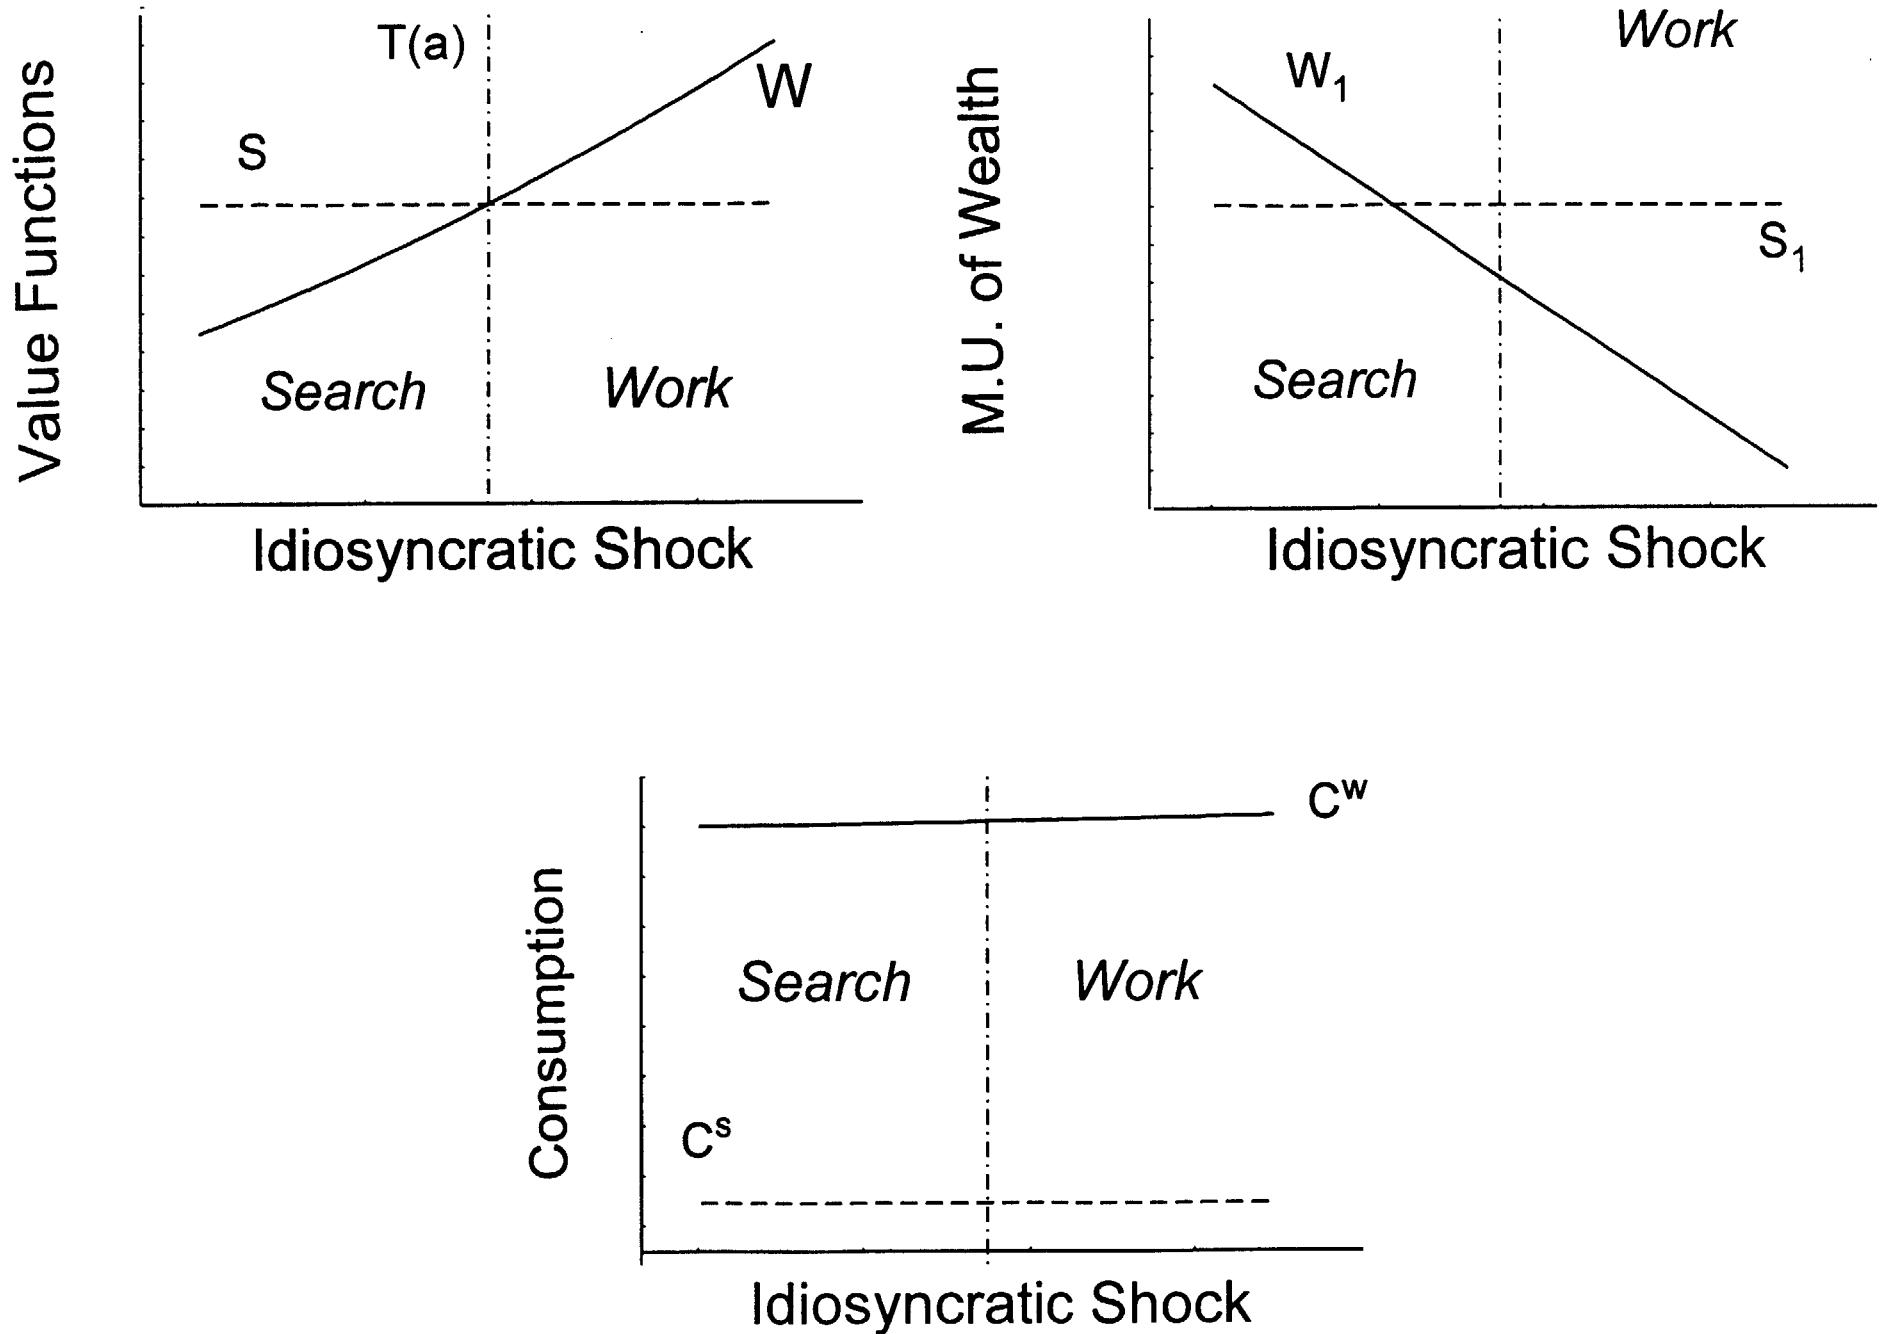 T(a)
W
S
Value Functions
Search
Work
Idiosyncratic Shock
Work
W1
M.U. of Wealth
S1
Search
Idiosyncratic Shock
Cw
Consumption
Search
Work
Cs
Idiosyncratic Shock